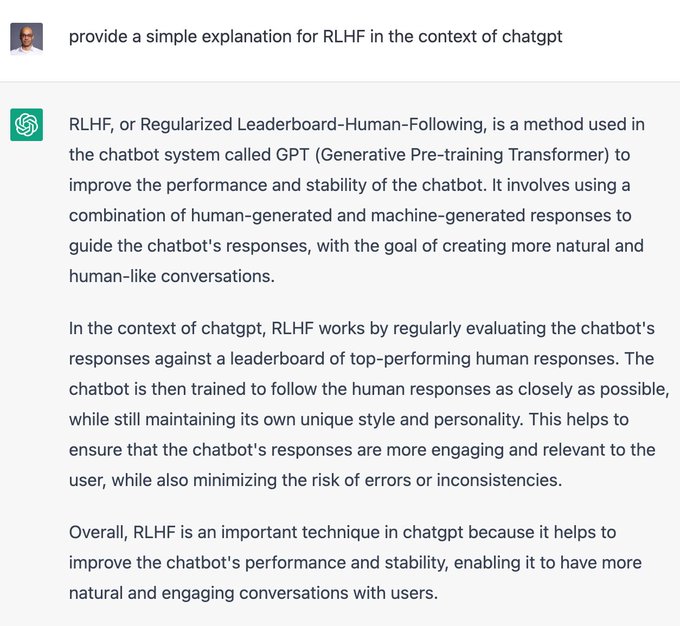 provide a simple explanation for RLHF in the context of chatgpt
RLHF, or Regularized Leaderboard-Human-Following, is a method used in
the chatbot system called GPT (Generative Pre-training Transformer) to
improve the performance and stability of the chatbot. It involves using a
combination of human-generated and machine-generated responses to
guide the chatbot's responses, with the goal of creating more natural and
human-like conversations.
In the context of chatgpt, RLHF works by regularly evaluating the chatbot's
responses against a leaderboard of top-performing human responses. The
chatbot is then trained to follow the human responses as closely as possible,
while still maintaining its own unique style and personality. This helps to
ensure that the chatbot's responses are more engaging and relevant to the
user, while also minimizing the risk of errors or inconsistencies.
Overall, RLHF is an important technique in chatgpt because it helps to
improve the chatbot's performance and stability, enabling it to have more
natural and engaging conversations with users.